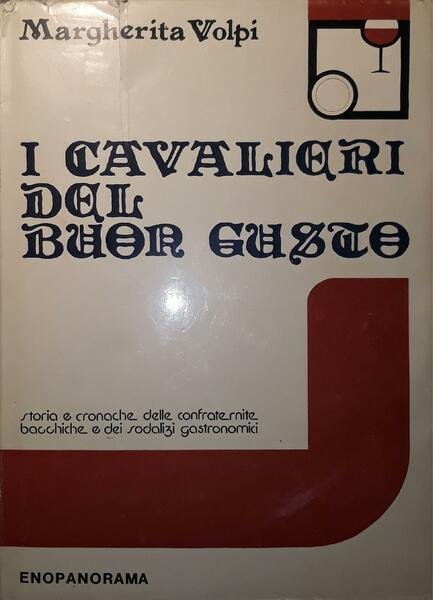 Margherita Volpi
I CAVALIERI
DEL
BUON GUSTO
storia e cronache delle confraternite
bacchiche e dei sodalizi gastronomici
ENOPANORAMA